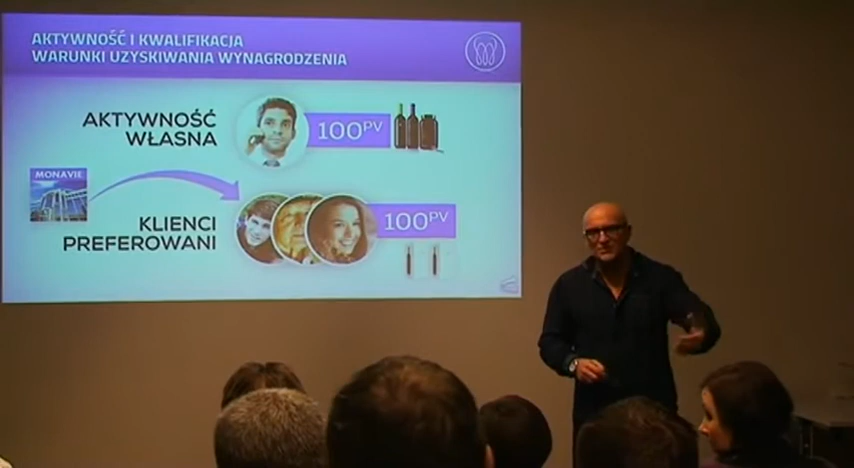 AKTYWNOŚĆ I KWALIFIKACJA
WARUNKI UZYSKIWANIA WYNAGRODZENIA
AKTYWNOŚĆ
WŁASNA
100PV
MONAVIE
KLIENCI
PREFEROWANI
100PV